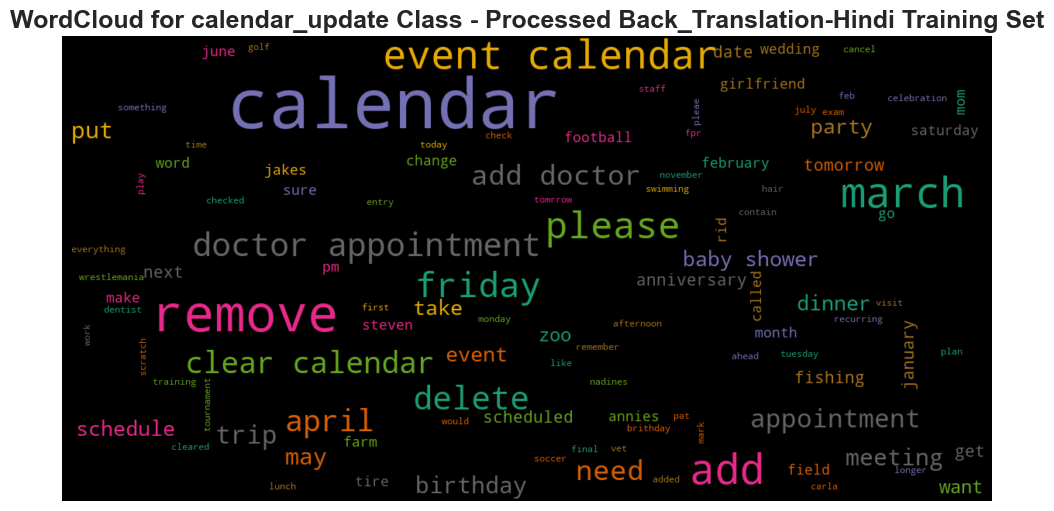 WordCloud for calendar_update Class - Processed Back_Translation-Hindi Training Set
june
golf
event calendar
date
wedding
cancel
calendar
staff
girlfriend
something
pleae
july
exam
feb
celebration
mom
put
time
today
check
football
fpr
party
saturday
word
jakes
change
add doctor
february
tomorrow
play
sure
november
swimming
hair
march
checked
entry
tomrrow
contain
go
everything
doctor appointment
please
rid
wrestlemania
next
pm
baby shower
anniversary
called
make
dentist
remove
friday
first
take
steven
monday
afternoon
dinner
visit
recurring
work
scratch
zoo
remember
month
january
clear calendar
event
like
ahead
tuesday
plan
training
tournament
nadines
fishing
delete
schedule
cleared
trip
april
farm
would
scheduled
annies
pat
brithday
mark
appointment
may
soccer
final
vet
need
added
add
field
meeting
get
longer
lunch
tire
birthday
carla
want